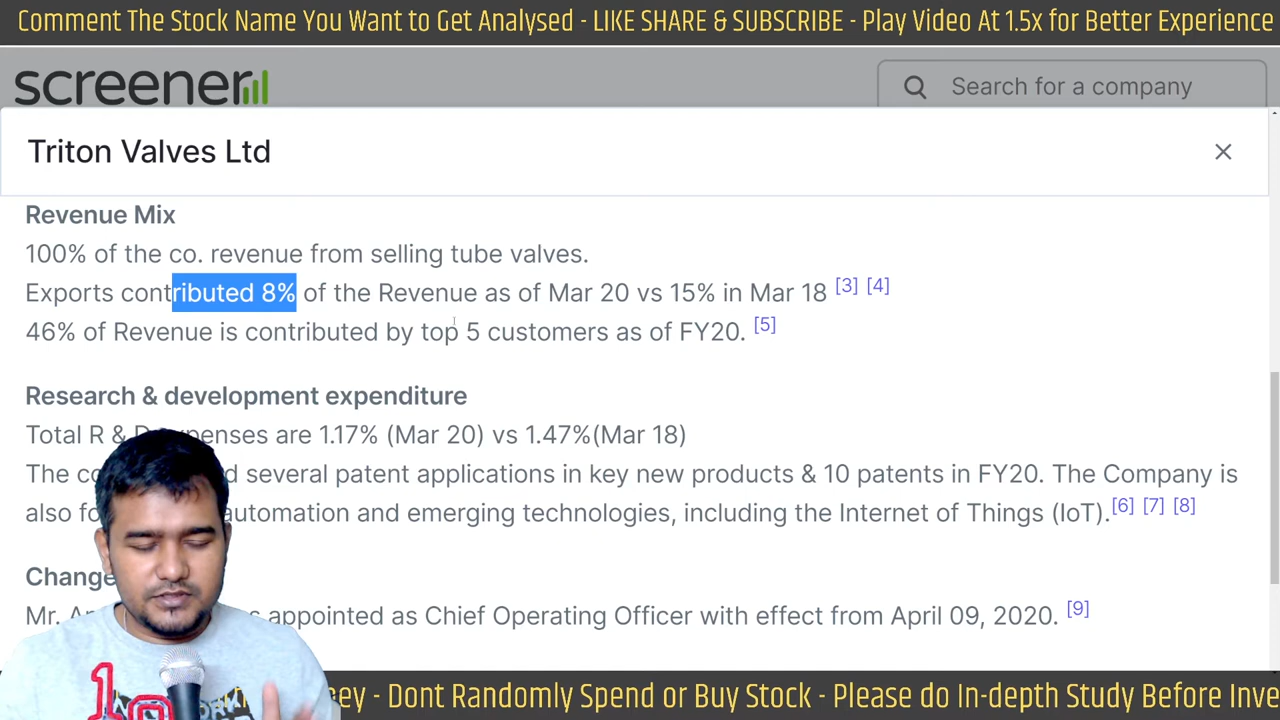 Comment The Stock Name You Want to Get Analysed - LIKE SHARE & SUBSCRIBE - Play Video At 1.5x for Better Experience
screener
Search for a company
Triton Valves Ltd
Revenue Mix
100% of the co. revenue from selling tube valves.
Exports contributed 8% of the Revenue as of Mar 20 vs 15% in Mar 18 [3] [4]
46% of Revenue is contributed by top 5 customers as of FY20. [5]
Research & development expenditure
Total R & penses are 1.17% (Mar 20) vs 1.47%(Mar 18)
The several patent applications in key new products & 10 patents in FY20. The Company is
also automation and emerging technologies, including the Internet of Things (IoT).[6] [7] [8]
Change
Mr. appointed as Chief Operating Officer with effect from April 09, 2020. [9]
- Dont Randomly Spend or Buy Stock - Please do In-depth Study Before Inve